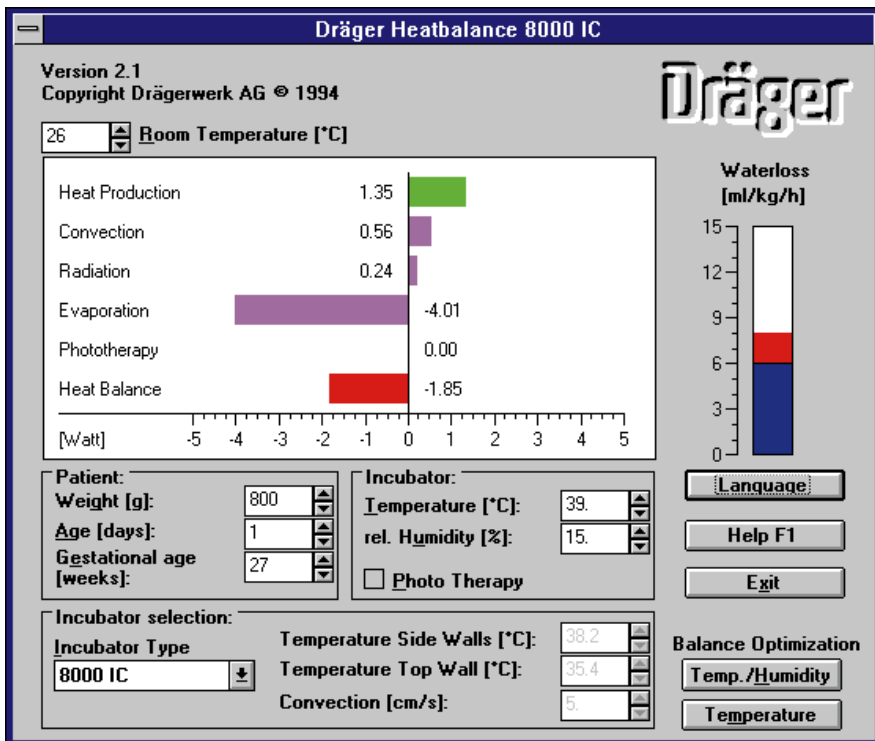 Dräger Heatbalance 8000 IC
Version 2.1
Copyright Drägerwerk AG © 1994
Dräger
26 Room Temperature [°C]
Heat Production 1.35
Convection 0.56
Radiation 0.24
Evaporation -4.01
Phototherapy 0.00
Heat Balance -1.85
[Watt] -5 -4 -3 -2 -1 0 1 2 3 4 5
Waterloss
[ml/kg/h]
15
12
9
6
3
0
Patient:
Weight [g]: 800
Age [days]: 1
Gestational age
[weeks]: 27
Incubator:
Temperature [°C]: 39.
rel. Humidity [%]: 15.
Photo Therapy
Language
Help F1
Exit
Incubator selection:
Incubator Type
8000 IC
Temperature Side Walls [°C]: 38.2
Temperature Top Wall [°C]: 35.4
Convection [cm/s]: 5.
Balance Optimization
Temp./Humidity
Temperature